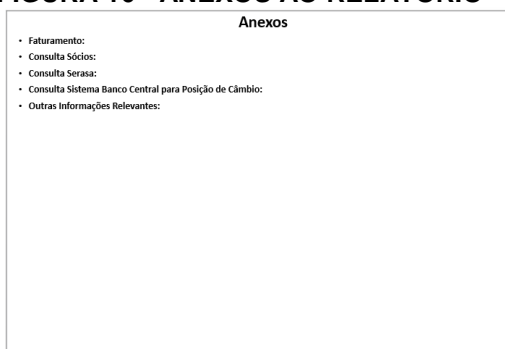 FIGURA 10 - ANEXOS AO RELATÓRIO
Anexos
• Faturamento:
• Consulta Sócios:
• Consulta Serasa:
• Consulta Sistema Banco Central para Posição de Câmbio:
• Outras Informações Relevantes: